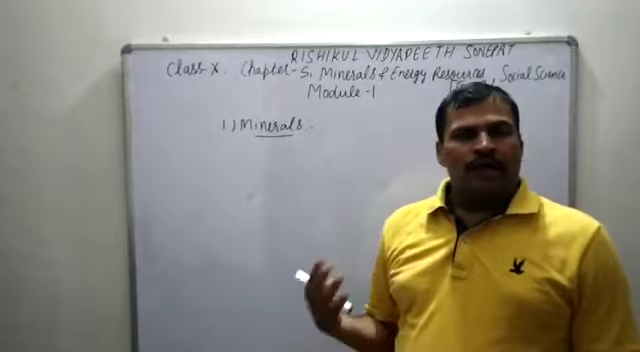 RISHIKUL VIDYAPEETH SONEPAT
Class-X. Chapter-5, Minerals & Energy Resources, Social Science
Module-1
1) Minerals:-